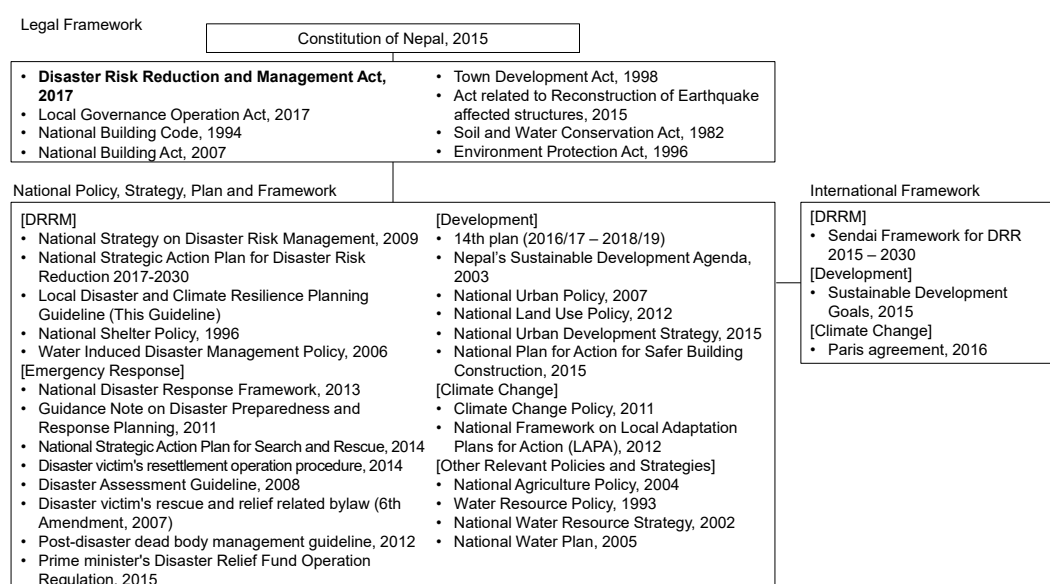 Legal Framework
Constitution of Nepal, 2015
• Disaster Risk Reduction and Management Act,
2017
• Local Governance Operation Act, 2017
• National Building Code, 1994
• National Building Act, 2007
• Town Development Act, 1998
• Act related to Reconstruction of Earthquake
affected structures, 2015
• Soil and Water Conservation Act, 1982
• Environment Protection Act, 1996
National Policy, Strategy, Plan and Framework
[DRRM]
• National Strategy on Disaster Risk Management, 2009
• National Strategic Action Plan for Disaster Risk
Reduction 2017-2030
• Local Disaster and Climate Resilience Planning
Guideline (This Guideline)
• National Shelter Policy, 1996
• Water Induced Disaster Management Policy, 2006
[Emergency Response]
• National Disaster Response Framework, 2013
• Guidance Note on Disaster Preparedness and
Response Planning, 2011
• National Strategic Action Plan for Search and Rescue, 2014
• Disaster victim's resettlement operation procedure, 2014
• Disaster Assessment Guideline, 2008
• Disaster victim's rescue and relief related bylaw (6th
Amendment, 2007)
• Post-disaster dead body management guideline, 2012
• Prime minister's Disaster Relief Fund Operation
Regulation, 2015
[Development]
• 14th plan (2016/17 – 2018/19)
• Nepal's Sustainable Development Agenda,
2003
• National Urban Policy, 2007
• National Land Use Policy, 2012
• National Urban Development Strategy, 2015
• National Plan for Action for Safer Building
Construction, 2015
[Climate Change]
• Climate Change Policy, 2011
• National Framework on Local Adaptation
Plans for Action (LAPA), 2012
[Other Relevant Policies and Strategies]
• National Agriculture Policy, 2004
• Water Resource Policy, 1993
• National Water Resource Strategy, 2002
• National Water Plan, 2005
International Framework
[DRRM]
• Sendai Framework for DRR
2015 – 2030
[Development]
• Sustainable Development
Goals, 2015
[Climate Change]
• Paris agreement, 2016